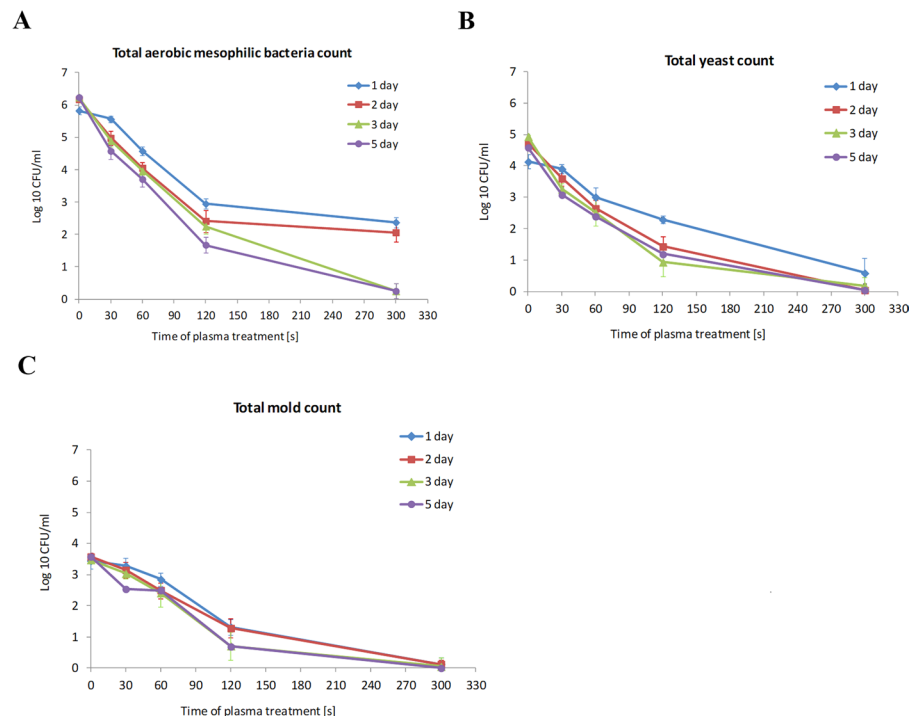 A
Total aerobic mesophilic bacteria count
7
6
5
4
3
2
1
0
Log 10 CFU/ml
1 day
2 day
3 day
5 day
0 30 60 90 120 150 180 210 240 270 300 330
Time of plasma treatment [s]
B
Total yeast count
7
6
5
4
3
2
1
0
Log 10 CFU/ml
1 day
2 day
3 day
5 day
0 30 60 90 120 150 180 210 240 270 300 330
Time of plasma treatment [s]
C
Total mold count
7
6
5
4
3
2
1
0
Log 10 CFU/ml
1 day
2 day
3 day
5 day
0 30 60 90 120 150 180 210 240 270 300 330
Time of plasma treatment [s]